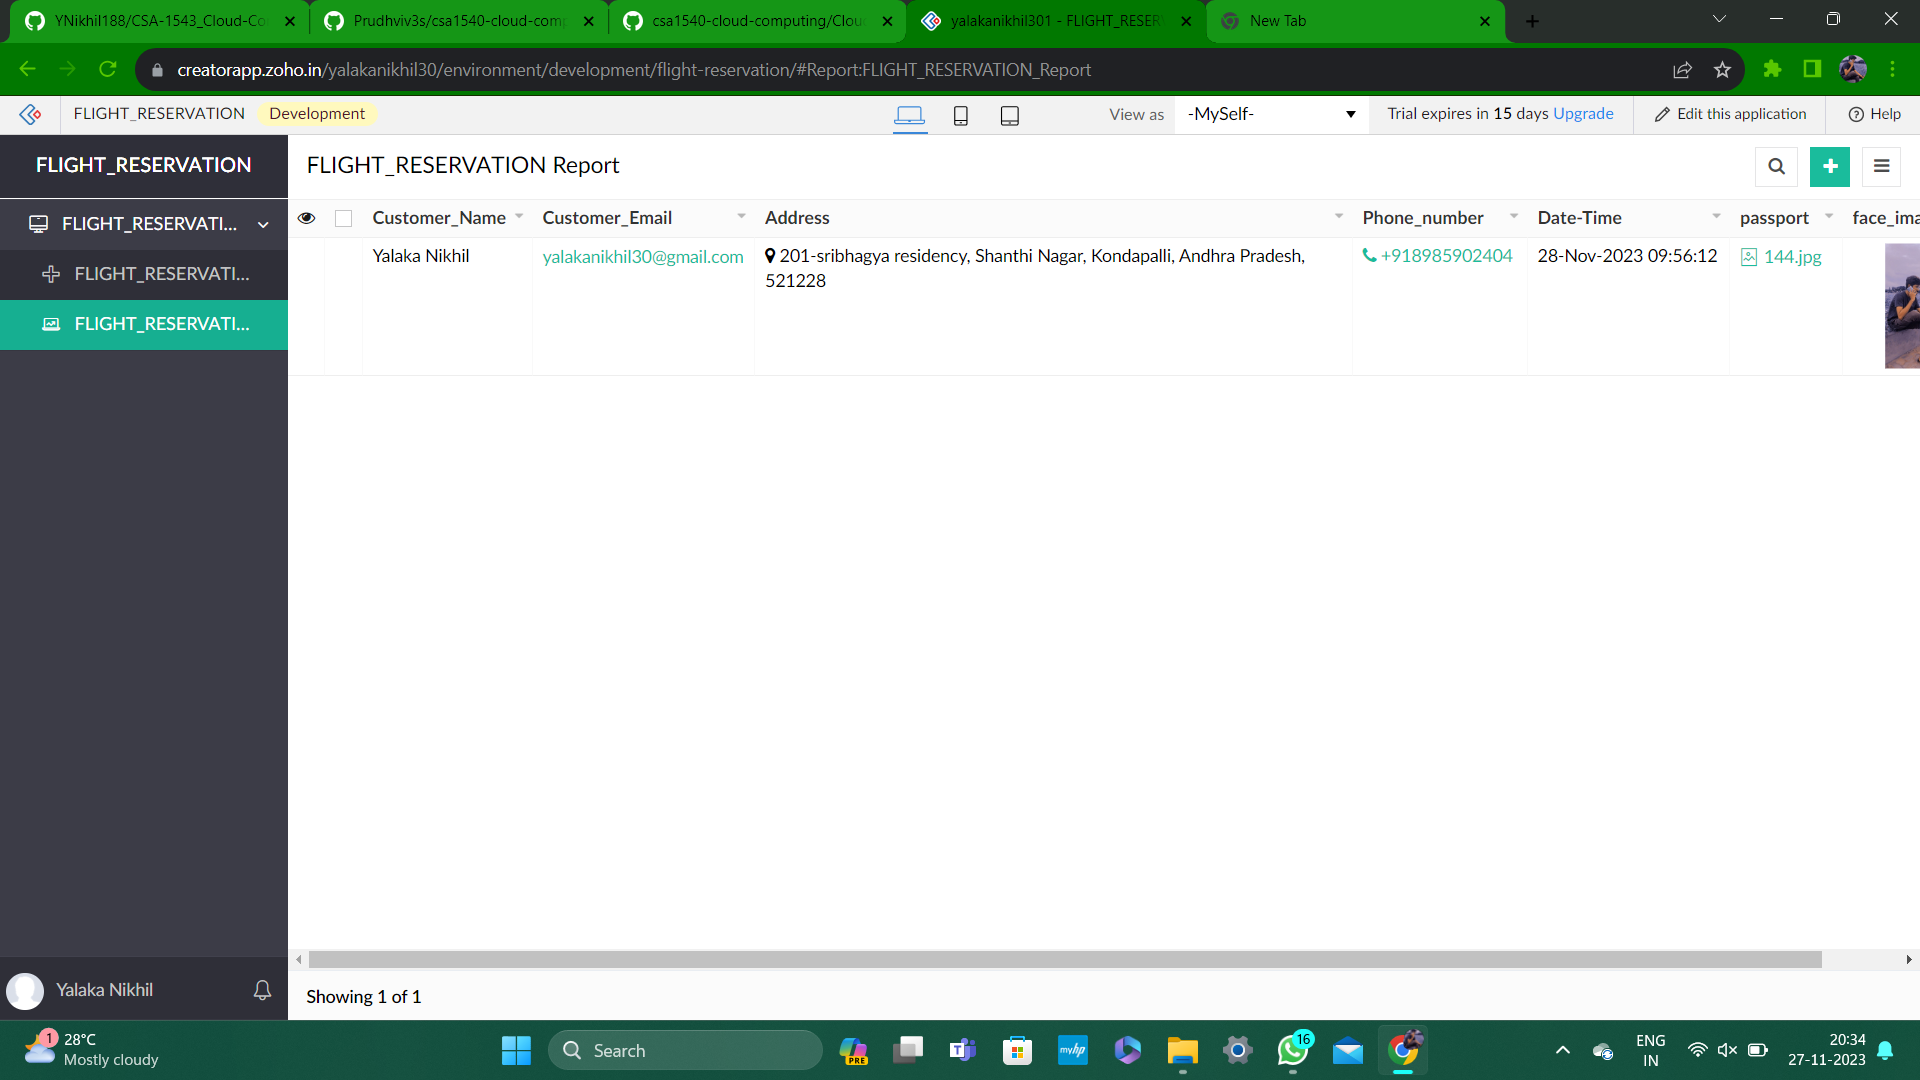 YNikhil188/CSA-1543_Cloud-Co
Prudhviv3s/csa1540-cloud-comp
csa1540-cloud-computing/Clou
yalakanikhil301 - FLIGHT_RESER
New Tab
creatorapp.zoho.in/yalakanikhil30/environment/development/flight-reservation/#Report:FLIGHT_RESERVATION_Report
FLIGHT_RESERVATION Development View as -MySelf- Trial expires in 15 days Upgrade Edit this application Help
FLIGHT_RESERVATION
FLIGHT_RESERVATION Report
FLIGHT_RESERVATI...
FLIGHT_RESERVATI...
FLIGHT_RESERVATI...
Customer_Name Customer_Email Address Phone_number Date-Time passport face_ima
Yalaka Nikhil yalakanikhil30@gmail.com 201-sribhagya residency, Shanthi Nagar, Kondapalli, Andhra Pradesh, +918985902404 28-Nov-2023 09:56:12 144.jpg
521228
Yalaka Nikhil
Showing 1 of 1
1 28°C
Mostly cloudy
Search
PRE
myhp
16
ENG
IN
20:34
27-11-2023